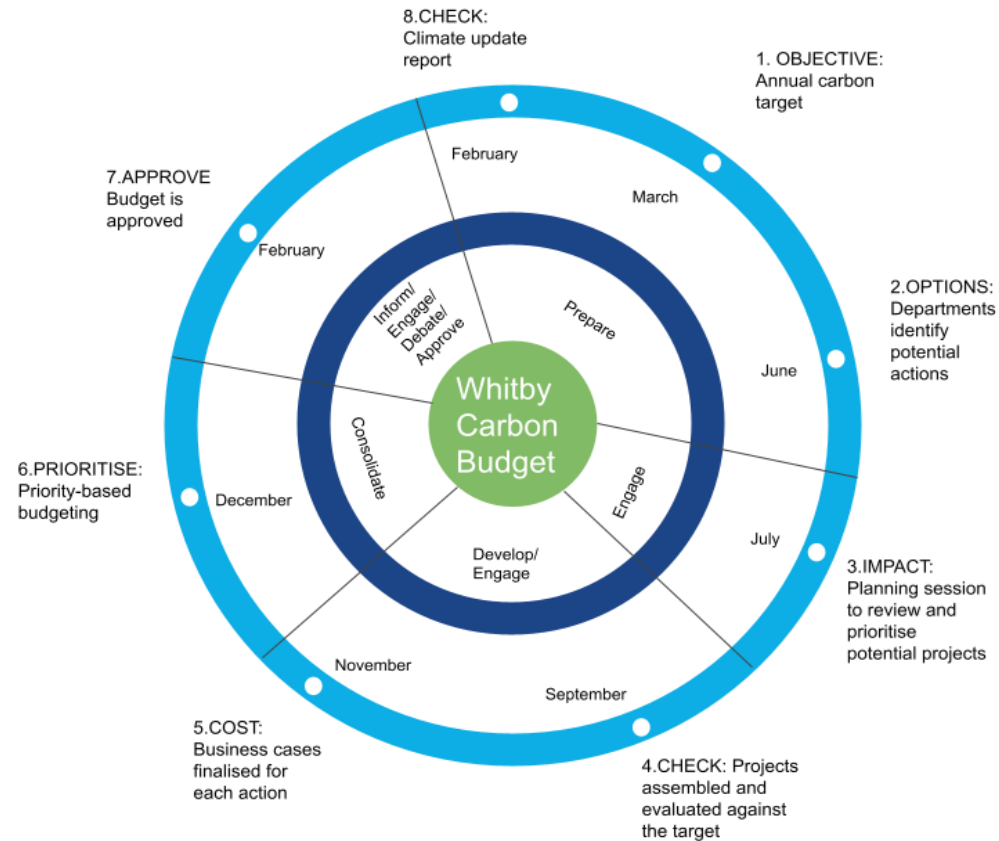 8.CHECK:
Climate update
report
1. OBJECTIVE:
Annual carbon
target
2.OPTIONS:
Departments
identify
potential
actions
3.IMPACT:
Planning session
to review and
prioritise
potential projects
4.CHECK: Projects
assembled and
evaluated against
the target
5.COST:
Business cases
finalised for
each action
6.PRIORITISE:
Priority-based
budgeting
7.APPROVE
Budget is
approved
February
March
June
July
September
November
December
February
Prepare
Engage
Develop/
Engage
Consolidate
Inform/
Engage/
Debate/
Approve
Whitby
Carbon
Budget